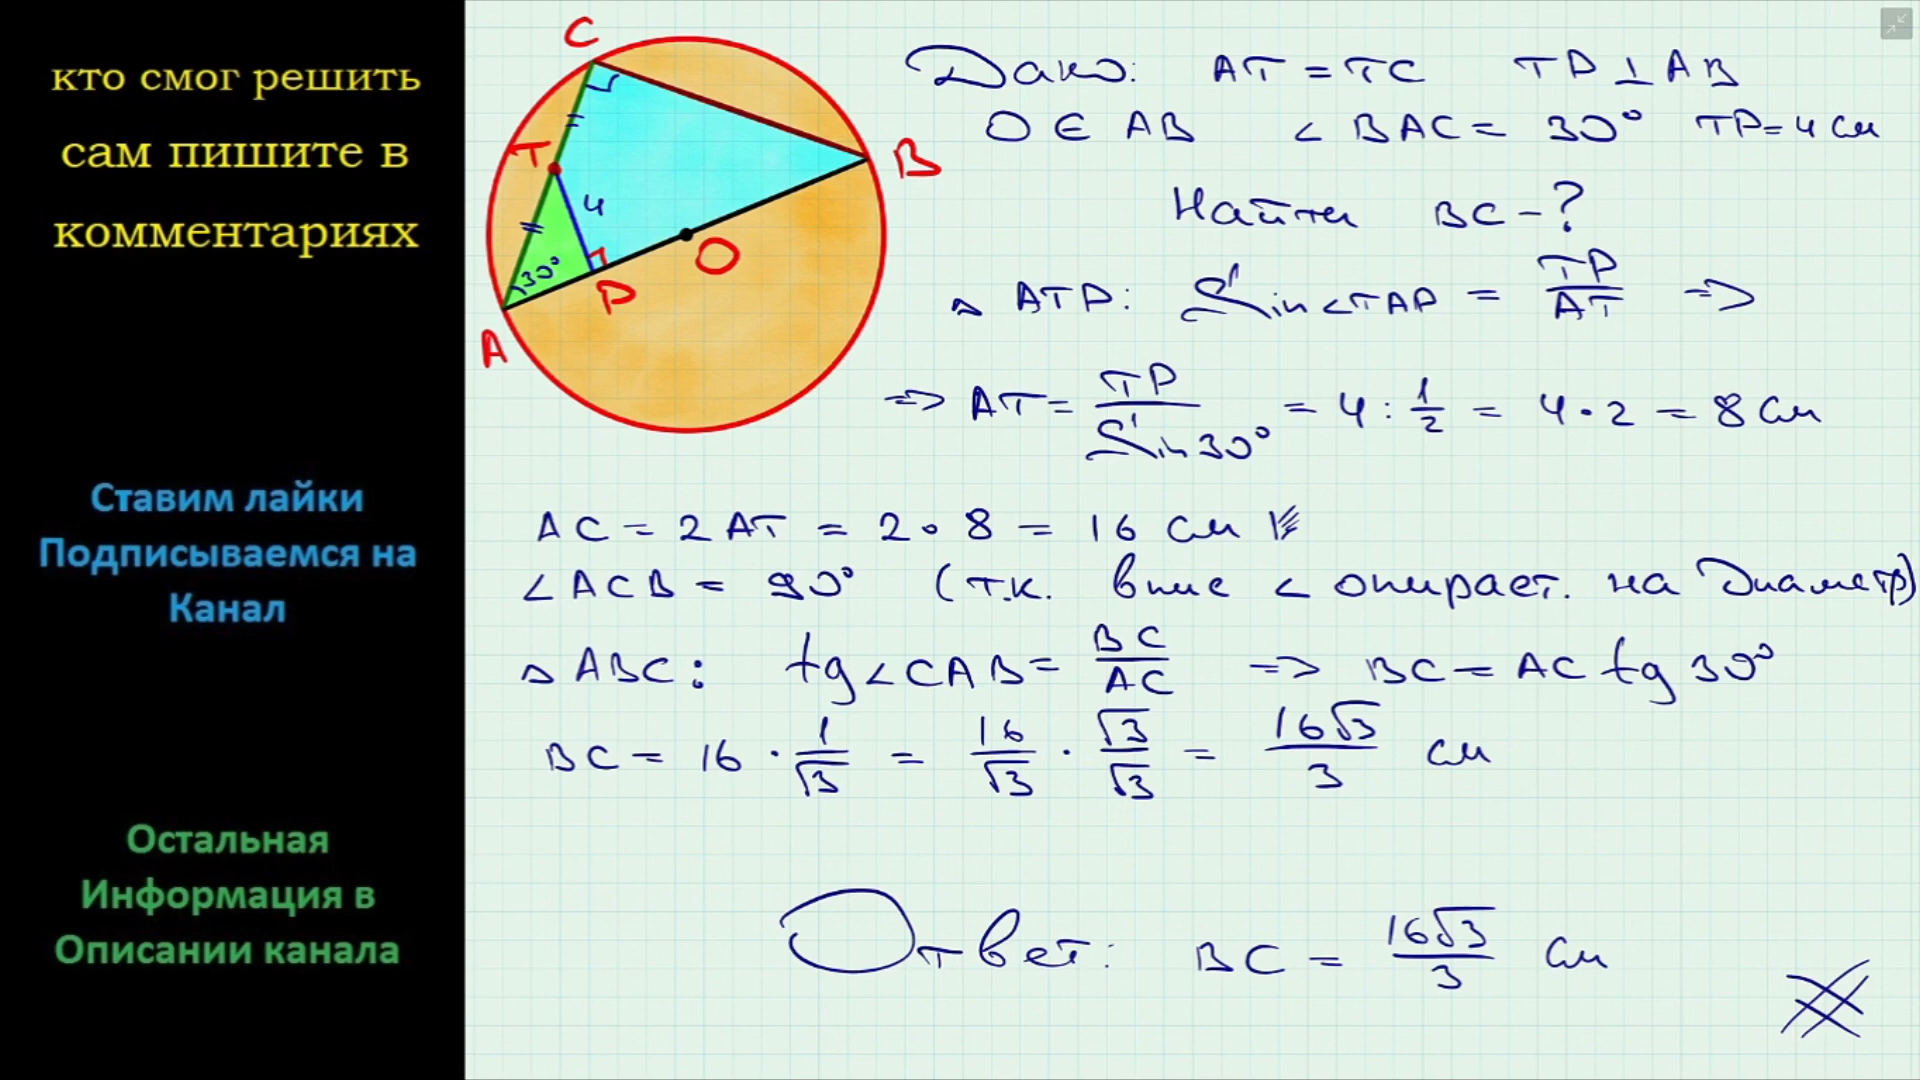 кто смог решить
сам пишите в
комментариях
Ставим лайки
Подписываемся на
Канал
Остальная
Информация в
Описании канала
C
T
B
4
O
30°
P
A
Дано: AT = TC TP ⊥ AB
O ∈ AB ∠ BAC = 30° TP = 4 см
Найти BC - ?
△ ATP: Sin∠TAP = TP/AT =>
=> AT = TP/Sin30° = 4 : 1/2 = 4 · 2 = 8 см
AC = 2 AT = 2 · 8 = 16 см
∠ACB = 90° (т.к. впис ∠ опирает. на Диаметр)
△ ABC: tg∠CAB = BC/AC => BC = AC tg 30°
BC = 16 · 1/√3 = 16/√3 · √3/√3 = 16√3/3 см
Ответ: BC = 16√3/3 см